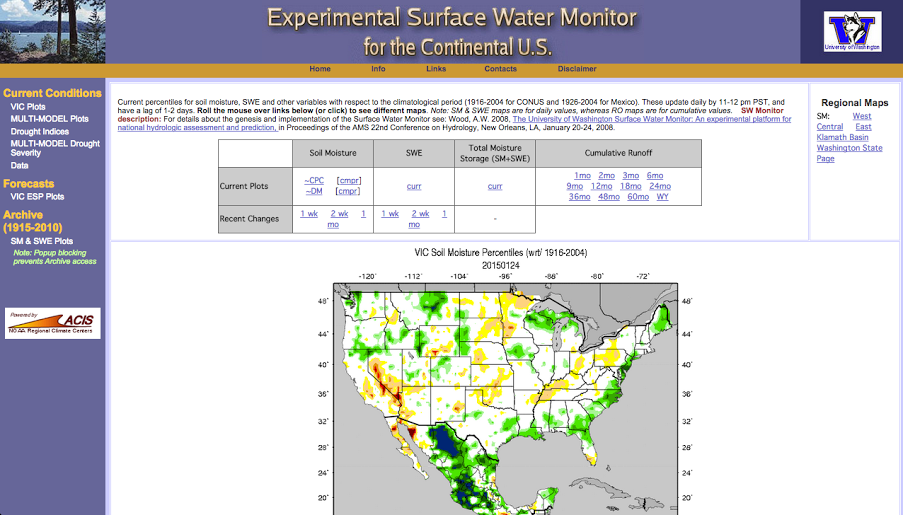 Experimental Surface Water Monitor
for the Continental U.S.
University of Washington
Home Info Links Contacts Disclaimer
Current Conditions
VIC Plots
MULTI-MODEL Plots
Drought Indices
MULTI-MODEL Drought
Severity
Data
Forecasts
VIC ESP Plots
Archive
(1915-2010)
SM & SWE Plots
Note: Popup blocking
prevents Archive access
Powered by
ACIS
NOAA Regional Climate Centers
Current percentiles for soil moisture, SWE and other variables with respect to the climatological period (1916-2004 for CONUS and 1926-2004 for Mexico). These update daily by 11-12 pm PST, and
have a lag of 1-2 days. Roll the mouse over links below (or click) to see different maps. Note: SM & SWE maps are for daily values, whereas RO maps are for cumulative values. SW Monitor
description: For details about the genesis and implementation of the Surface Water Monitor see: Wood, A.W. 2008, The University of Washington Surface Water Monitor: An experimental platform for
national hydrologic assessment and prediction, in Proceedings of the AMS 22nd Conference on Hydrology, New Orleans, LA, January 20-24, 2008.
Soil Moisture SWE Total Moisture Storage (SM+SWE) Cumulative Runoff
Current Plots
~CPC [cmpr]
~DM [cmpr]
curr
curr
1mo 2mo 3mo 6mo
9mo 12mo 18mo 24mo
36mo 48mo 60mo WY
Recent Changes
1 wk 2 wk 1
mo
1 wk 2 wk 1
mo
-
Regional Maps
SM: West
Central East
Klamath Basin
Washington State
Page
VIC Soil Moisture Percentiles (wrt/ 1916-2004)
20150124
-120° -112° -104° -96° -88° -80° -72°
48° 48°
44° 44°
40° 40°
36° 36°
32° 32°
28° 28°
24° 24°
20° 20°